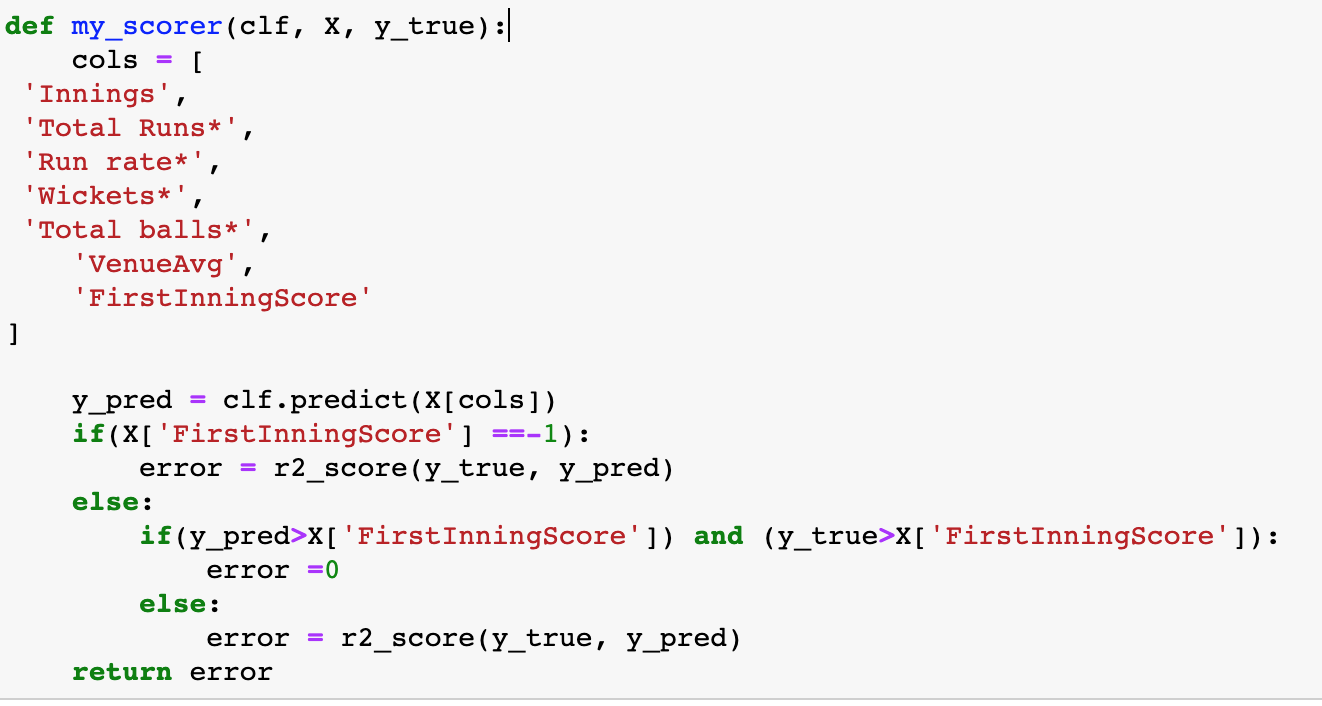 def my_scorer(clf, X, y_true):
    cols = [
 'Innings',
 'Total Runs*',
 'Run rate*',
 'Wickets*',
 'Total balls*',
    'VenueAvg',
    'FirstInningScore'
]

    y_pred = clf.predict(X[cols])
    if(X['FirstInningScore'] ==-1):
        error = r2_score(y_true, y_pred)
    else:
        if(y_pred>X['FirstInningScore']) and (y_true>X['FirstInningScore']):
            error =0
        else:
            error = r2_score(y_true, y_pred)
    return error